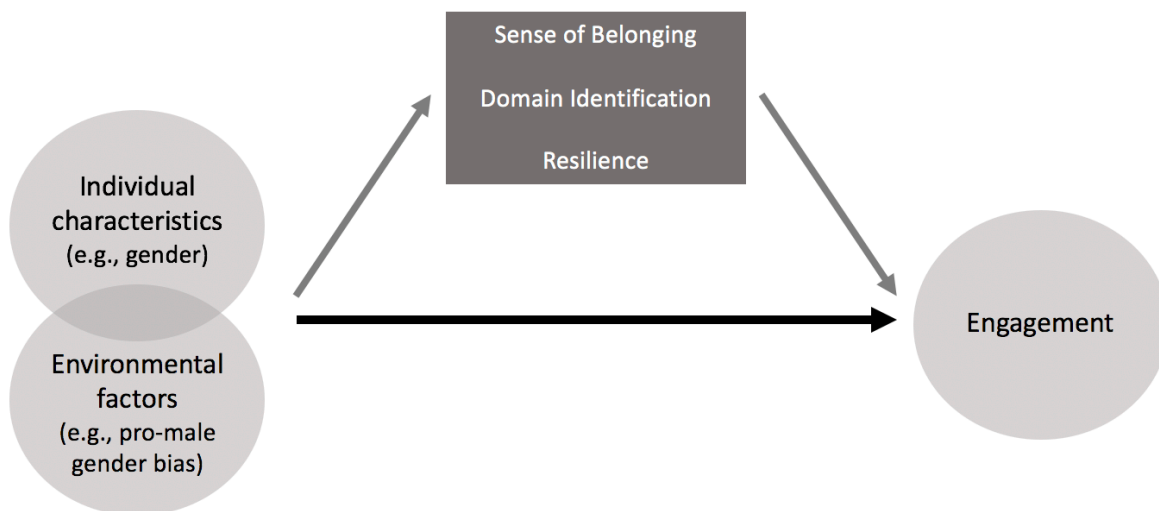 Sense of Belonging
Domain Identification
Resilience
Individual
characteristics
(e.g., gender)
Environmental
factors
(e.g., pro-male
gender bias)
Engagement